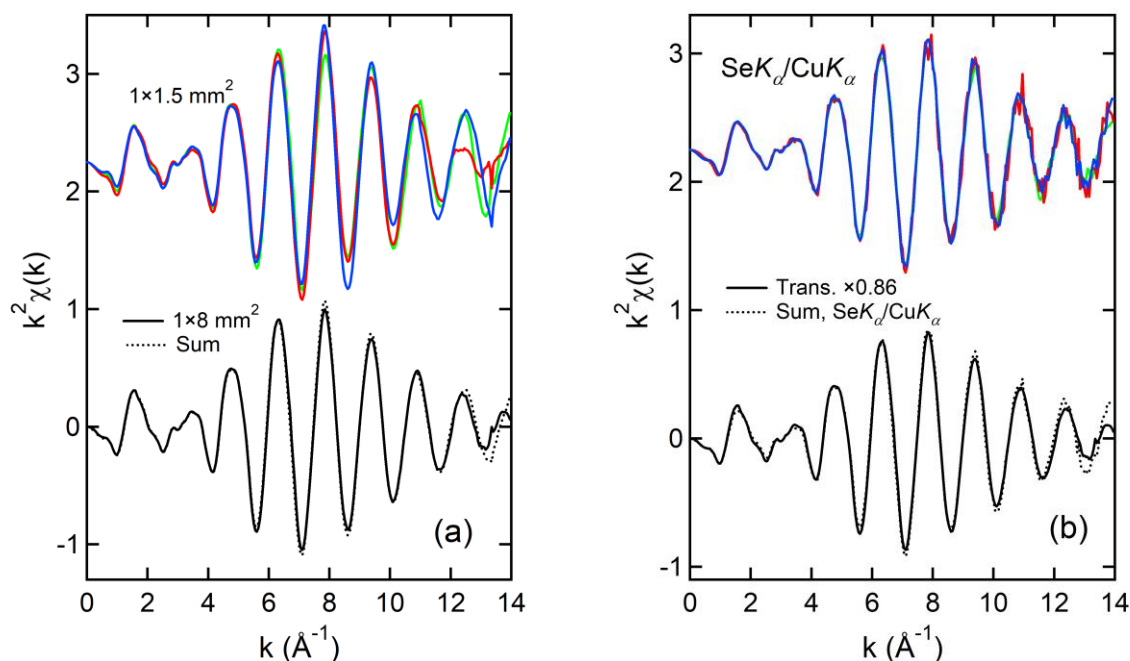 3
2
1
0
-1
k²χ(k)
1×1.5 mm²
1×8 mm²
Sum
(a)
0 2 4 6 8 10 12 14
k (Å⁻¹)
3
2
1
0
-1
k²χ(k)
SeKα/CuKα
Trans. ×0.86
Sum, SeKα/CuKα
(b)
0 2 4 6 8 10 12 14
k (Å⁻¹)